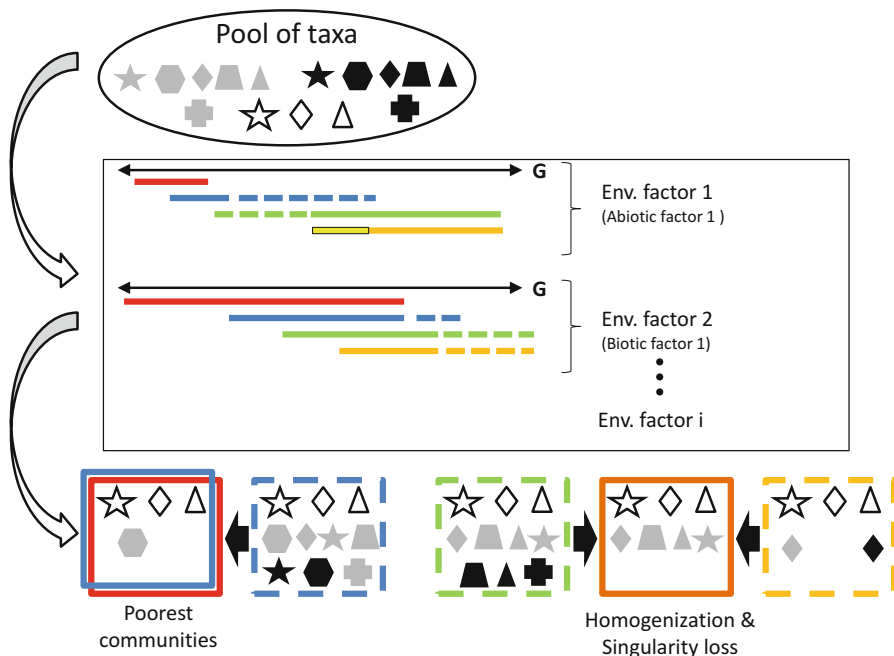 Pool of taxa
G
Env. factor 1
(Abiotic factor 1 )
G
Env. factor 2
(Biotic factor 1)
Env. factor i
Poorest
communities
Homogenization &
Singularity loss